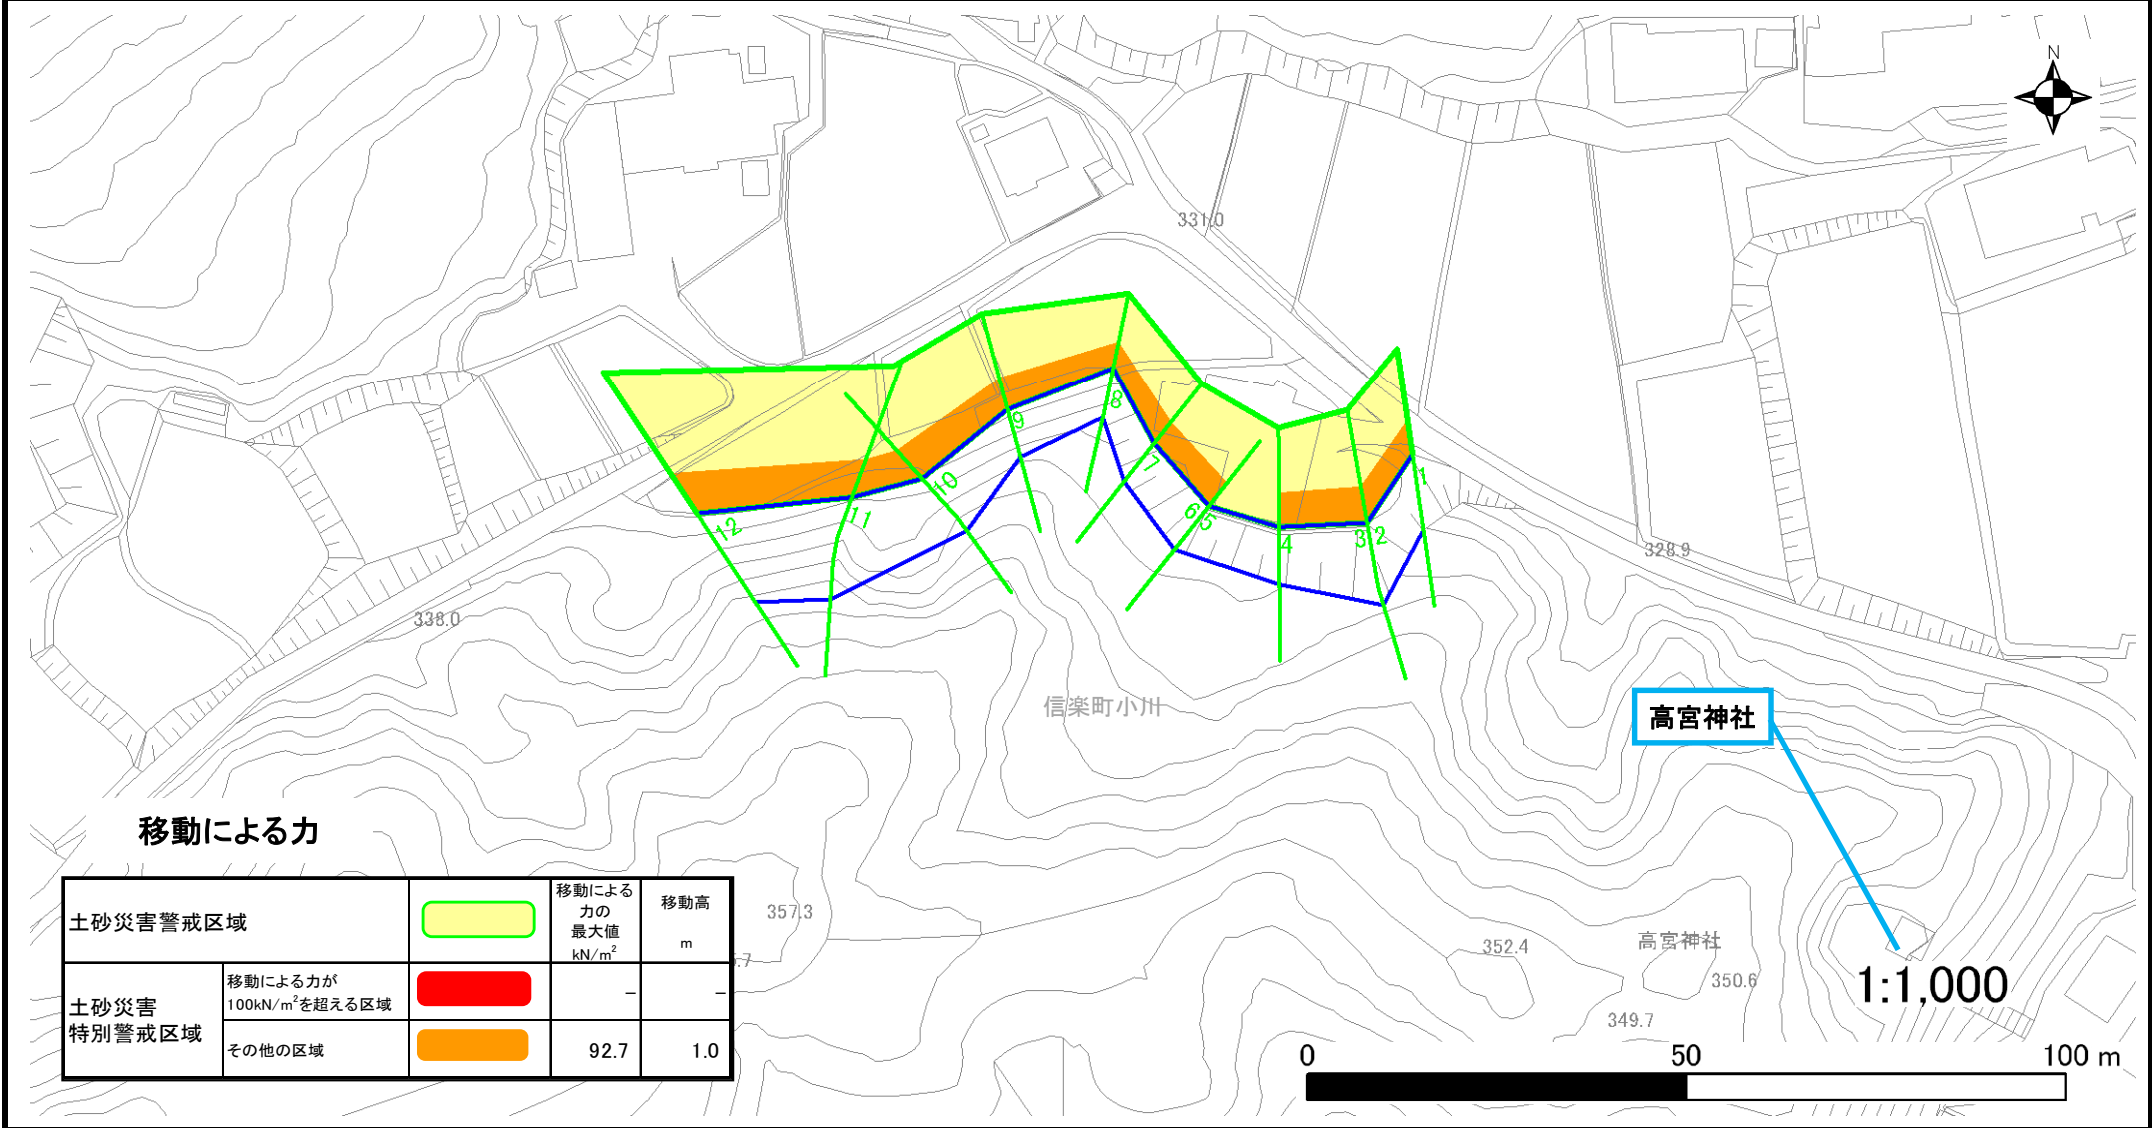 N
331.0
9
8
7
10
11
12
6
5
4
3
2
1
328.9
338.0
信楽町小川
高宮神社
移動による力
土砂災害警戒区域
移動による
力の
最大値
kN/m²
移動高
m
土砂災害
特別警戒区域
移動による力が
100kN/m²を超える区域
-
-
その他の区域
92.7
1.0
357.3
352.4
高宮神社
350.6
349.7
1:1,000
0
50
100 m